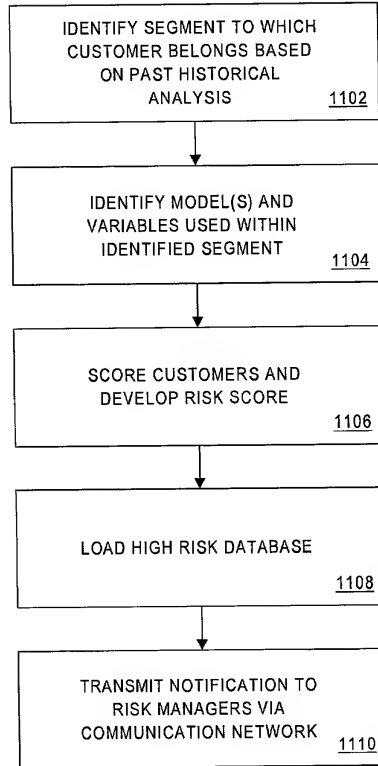 IDENTIFY SEGMENT TO WHICH
CUSTOMER BELONGS BASED
ON PAST HISTORICAL
ANALYSIS
1102
IDENTIFY MODEL(S) AND
VARIABLES USED WITHIN
IDENTIFIED SEGMENT
1104
SCORE CUSTOMERS AND
DEVELOP RISK SCORE
1106
LOAD HIGH RISK DATABASE
1108
TRANSMIT NOTIFICATION TO
RISK MANAGERS VIA
COMMUNICATION NETWORK
1110